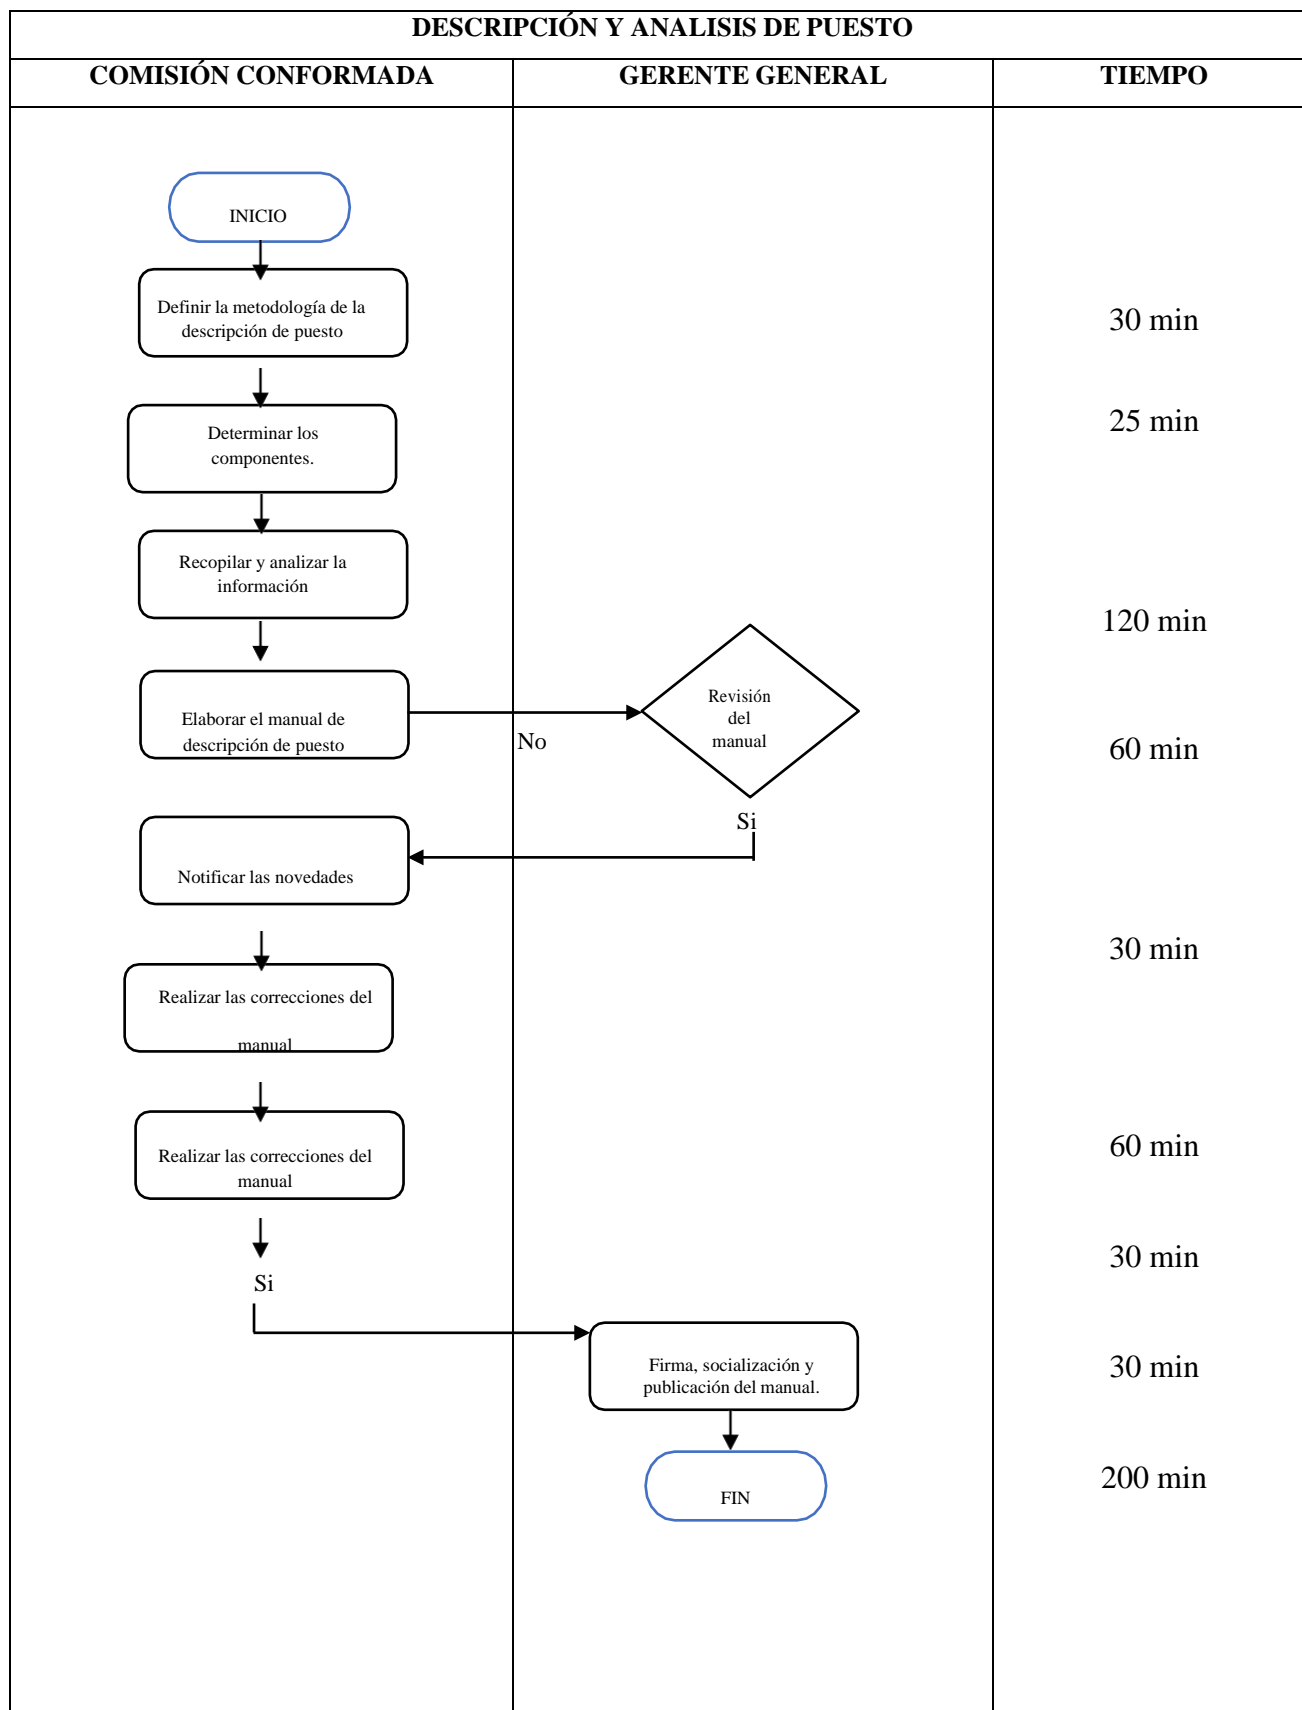 DESCRIPCIÓN Y ANALISIS DE PUESTO
COMISIÓN CONFORMADA
GERENTE GENERAL
TIEMPO
INICIO
Definir la metodología de la
descripción de puesto
30 min
Determinar los
componentes.
25 min
Recopilar y analizar la
información
120 min
Elaborar el manual de
descripción de puesto
No
Revisión
del
manual
60 min
Si
Notificar las novedades
30 min
Realizar las correcciones del
manual
Realizar las correcciones del
manual
60 min
30 min
Si
Firma, socialización y
publicación del manual.
30 min
FIN
200 min